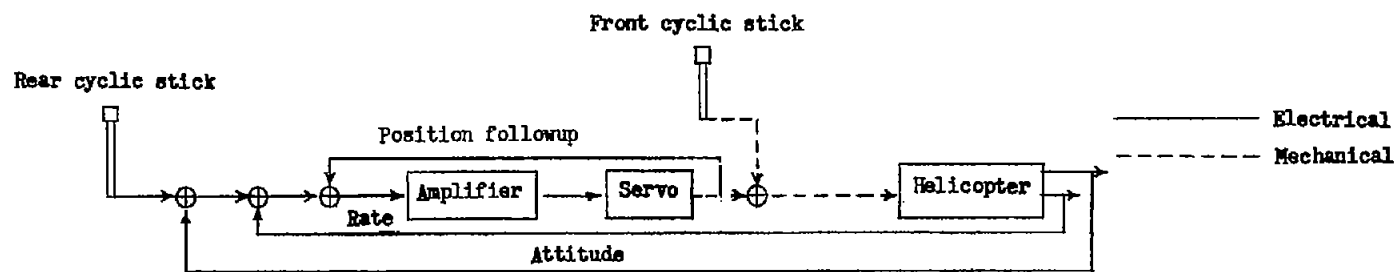 Front cyclic stick
Rear cyclic stick
Position followup
Electrical
Mechanical
Amplifier
Servo
Helicopter
Rate
Attitude